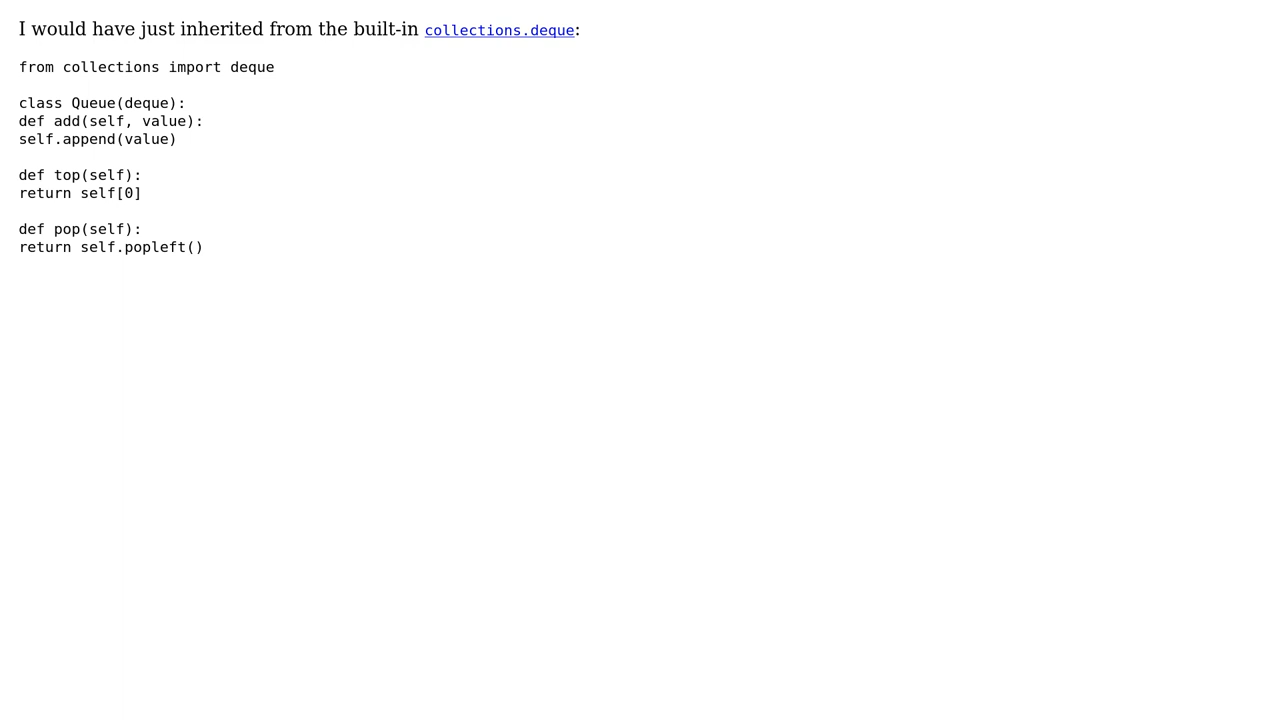 I would have just inherited from the built-in collections.deque:
from collections import deque
class Queue(deque):
def add(self, value):
self.append(value)
def top(self):
return self[0]
def pop(self):
return self.popleft()